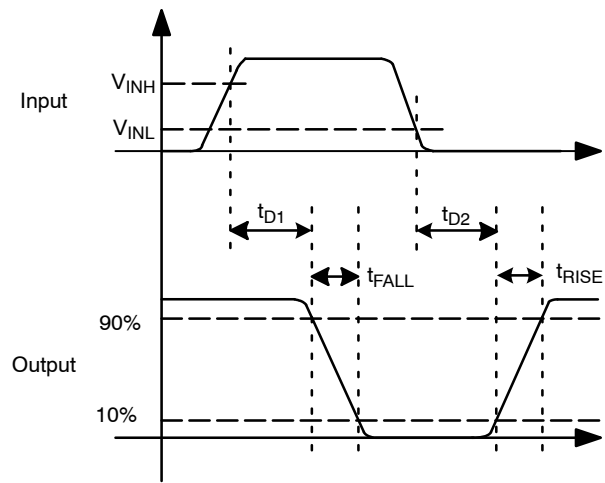 V_INH
Input
V_INL
t_D1
t_D2
t_FALL
t_RISE
90%
Output
10%